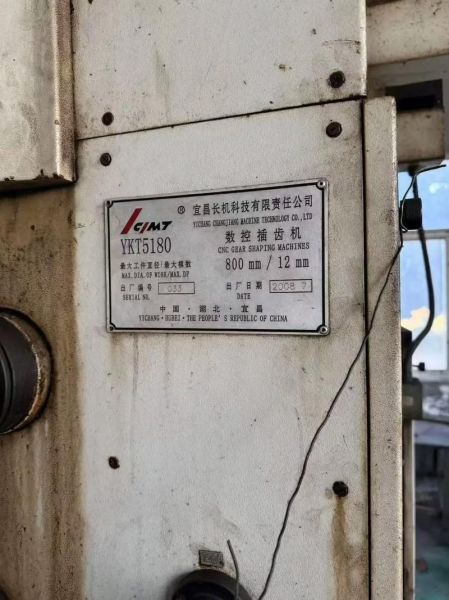 YCJMT ® 宜昌长机科技有限责任公司
YICHANG CHANGJIANG MACHINE TECHNOLOGY CO.,LTD
YKT5180 数控插齿机
CNC GEAR SHAPING MACHINES
最大工件直径/最大模数 800 mm / 12 mm
MAX.DIA.OF WORK/MAX.DP
出厂编号 033 出厂日期 2008 7
SERIAL NO. DATE
中·国·湖·北·宜昌
YICHANG·HUBEI·THE PEOPLE'S REPUBLIC OF CHINA